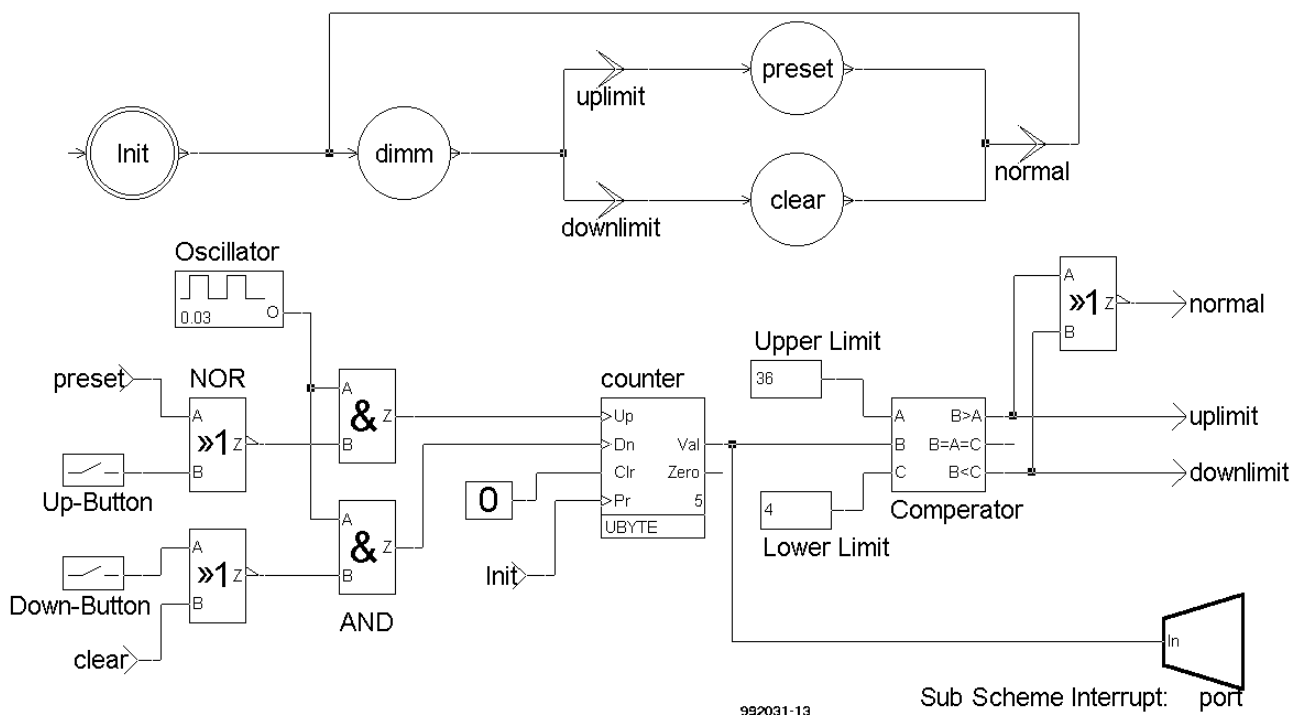 uplimit
preset
Init
dimm
normal
clear
downlimit
Oscillator
0.03
O
A
»1
Z
B
normal
Upper Limit
36
preset
NOR
A
»1
Z
B
Up-Button
A
&
Z
B
counter
Up
Dn
Clr
Pr
Val
Zero
5
UBYTE
0
Init
A
B
C
B>A
B=A=C
B<C
Comperator
uplimit
downlimit
4
Lower Limit
A
»1
Z
B
Down-Button
clear
A
&
Z
B
AND
In
Sub Scheme Interrupt: port
992031-13